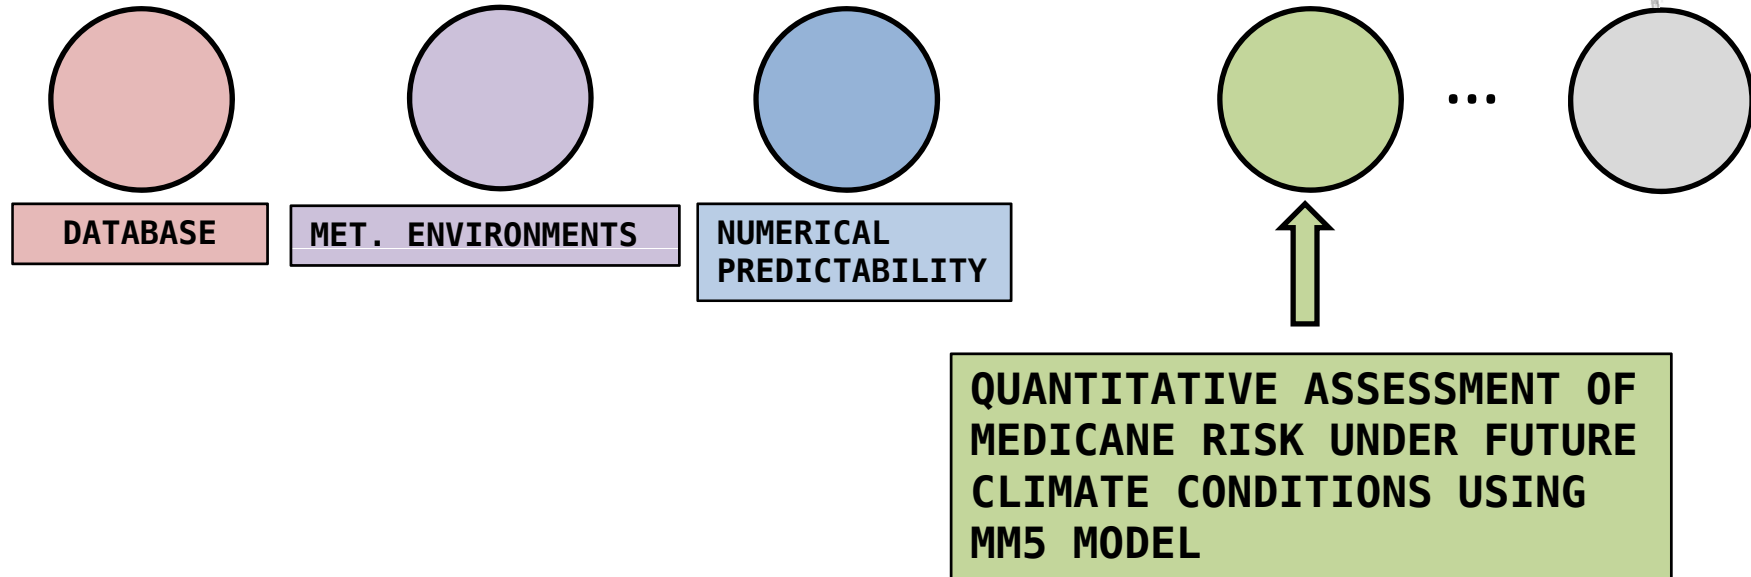 ...
DATABASE
MET. ENVIRONMENTS
NUMERICAL
PREDICTABILITY
QUANTITATIVE ASSESSMENT OF
MEDICANE RISK UNDER FUTURE
CLIMATE CONDITIONS USING
MM5 MODEL